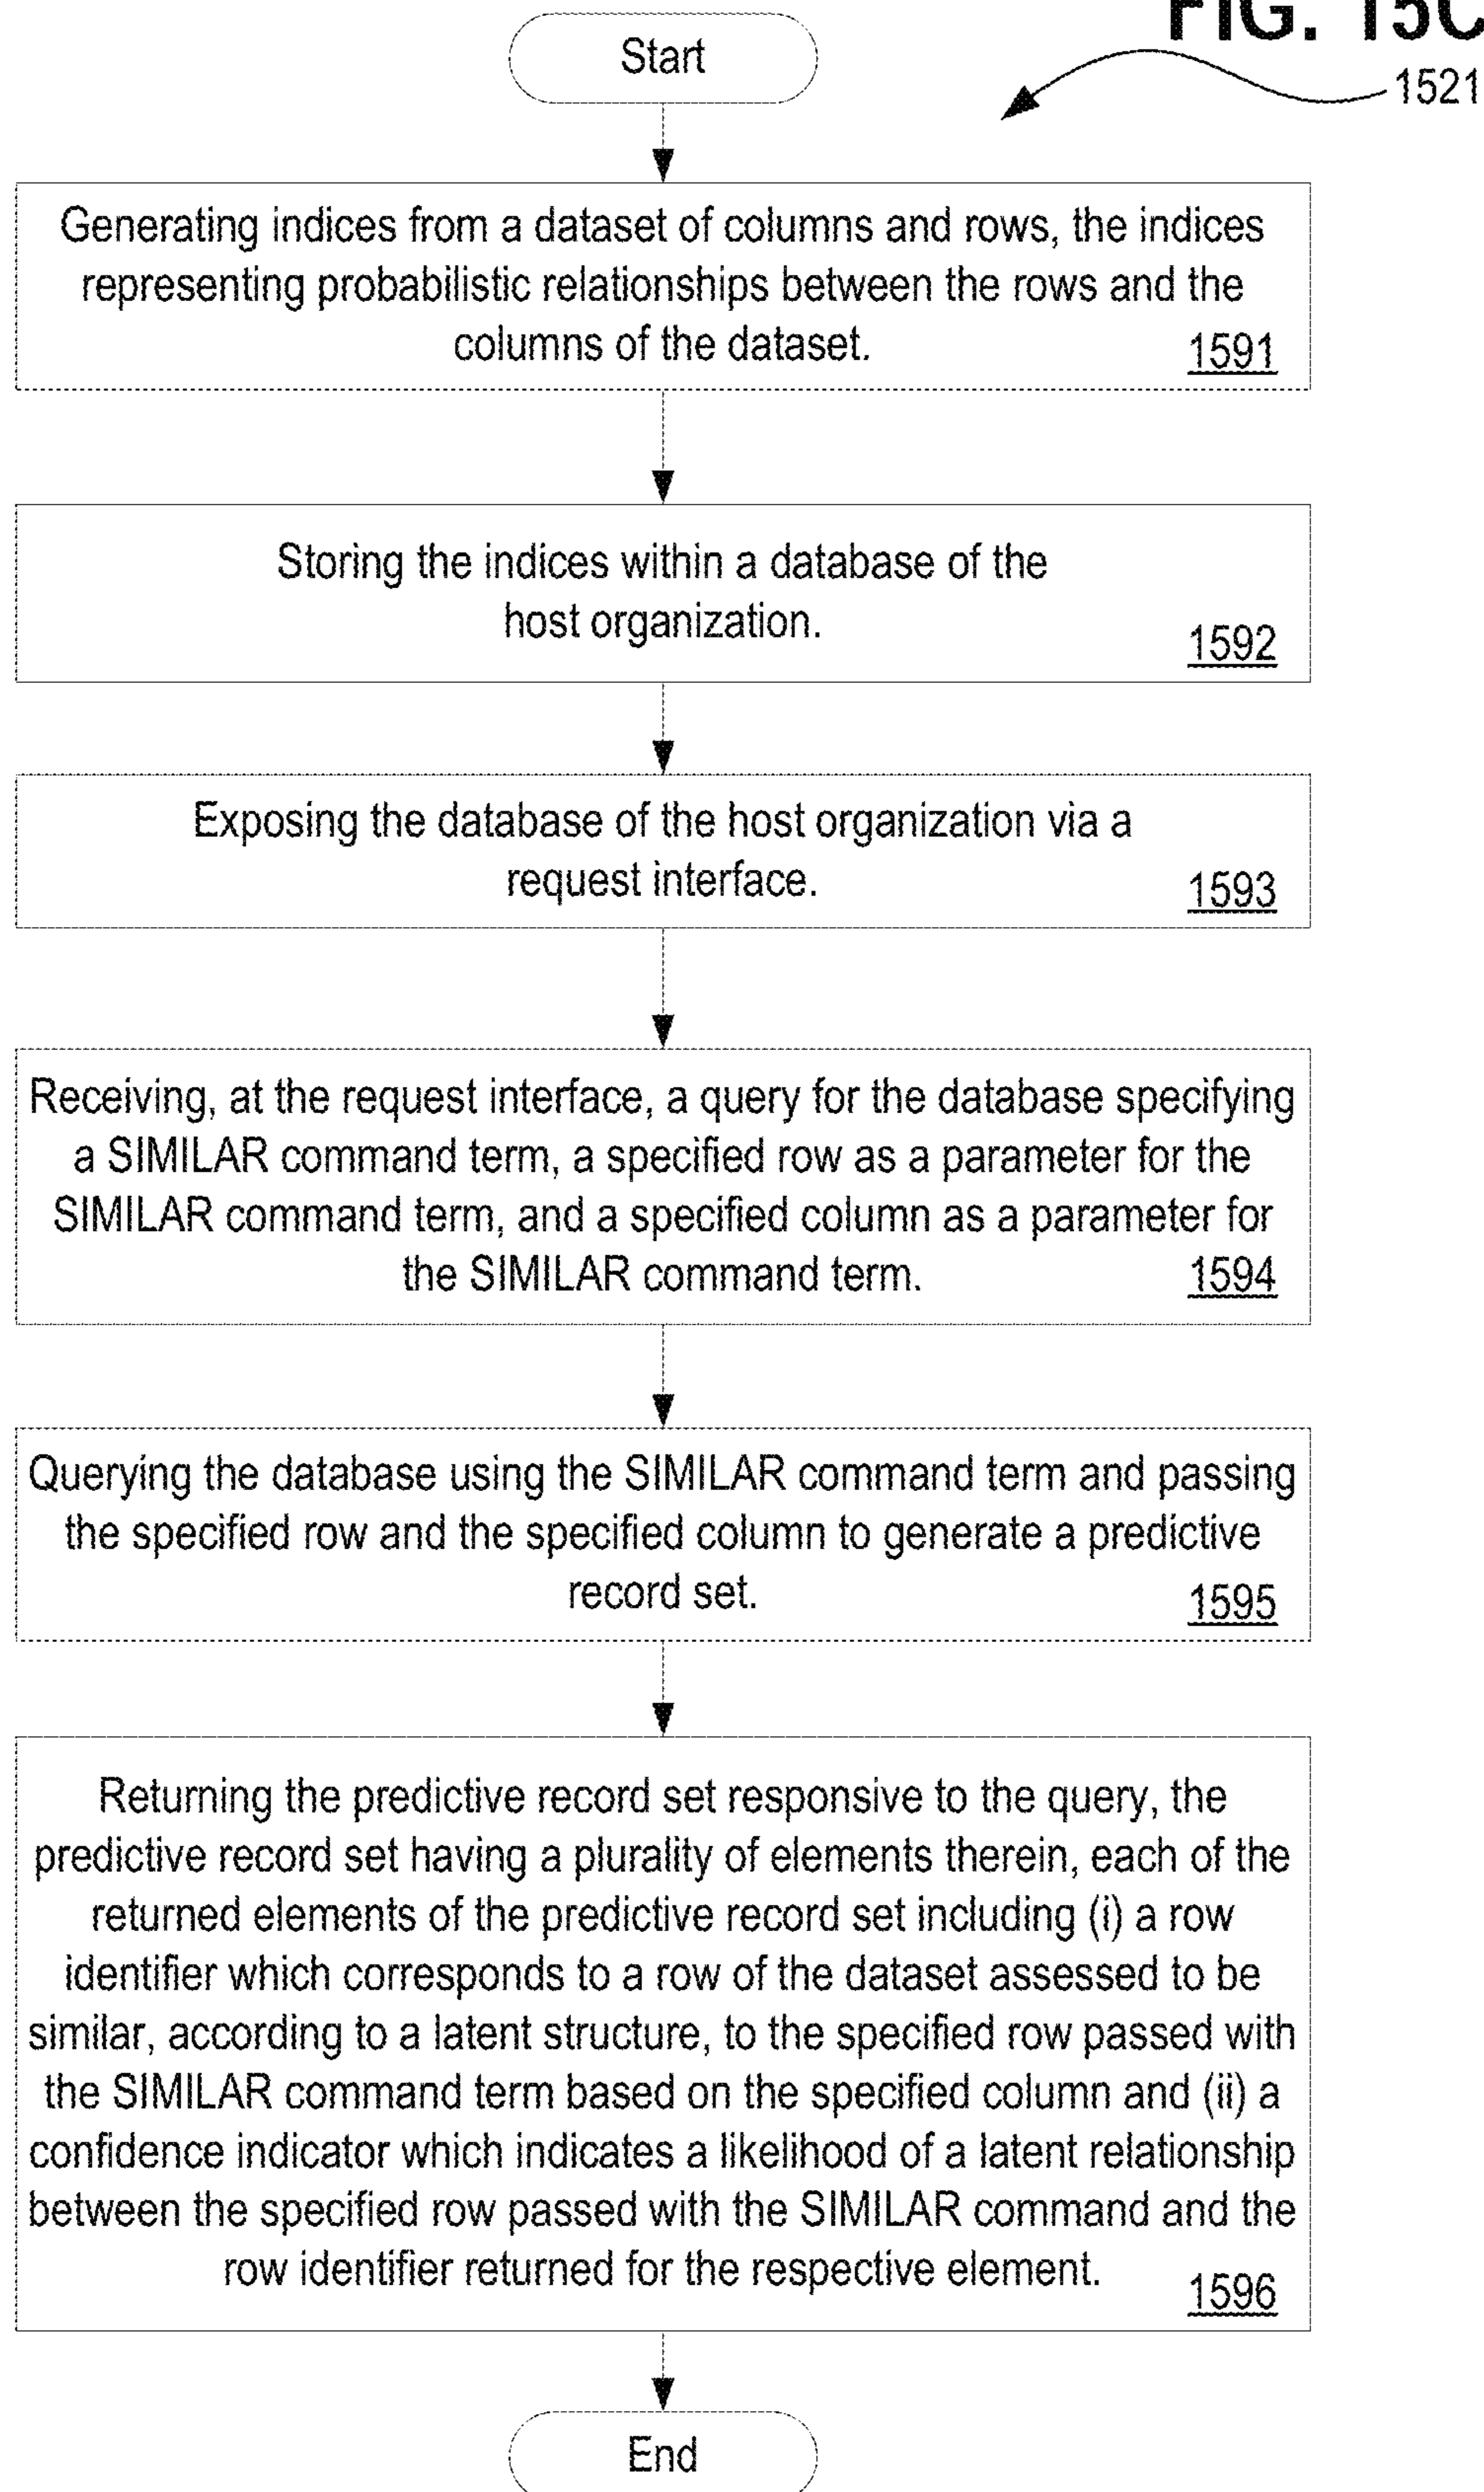 FIG. 15C
1521
Start
Generating indices from a dataset of columns and rows, the indices
representing probabilistic relationships between the rows and the
columns of the dataset.
1591
Storing the indices within a database of the
host organization.
1592
Exposing the database of the host organization via a
request interface.
1593
Receiving, at the request interface, a query for the database specifying
a SIMILAR command term, a specified row as a parameter for the
SIMILAR command term, and a specified column as a parameter for
the SIMILAR command term.
1594
Querying the database using the SIMILAR command term and passing
the specified row and the specified column to generate a predictive
record set.
1595
Returning the predictive record set responsive to the query, the
predictive record set having a plurality of elements therein, each of the
returned elements of the predictive record set including (i) a row
identifier which corresponds to a row of the dataset assessed to be
similar, according to a latent structure, to the specified row passed with
the SIMILAR command term based on the specified column and (ii) a
confidence indicator which indicates a likelihood of a latent relationship
between the specified row passed with the SIMILAR command and the
row identifier returned for the respective element.
1596
End